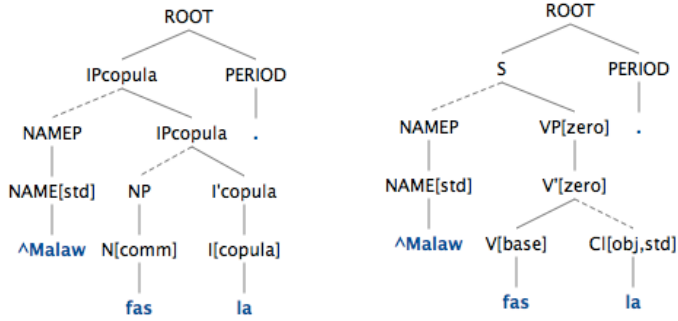 ROOT ROOT
IPcopula PERIOD S PERIOD
NAMEP IPcopula . NAMEP VP[zero] .
NAME[std] NP I'copula NAME[std] V'[zero]
^Malaw N[comm] I[copula] ^Malaw V[base] Cl[obj,std]
fas la fas la